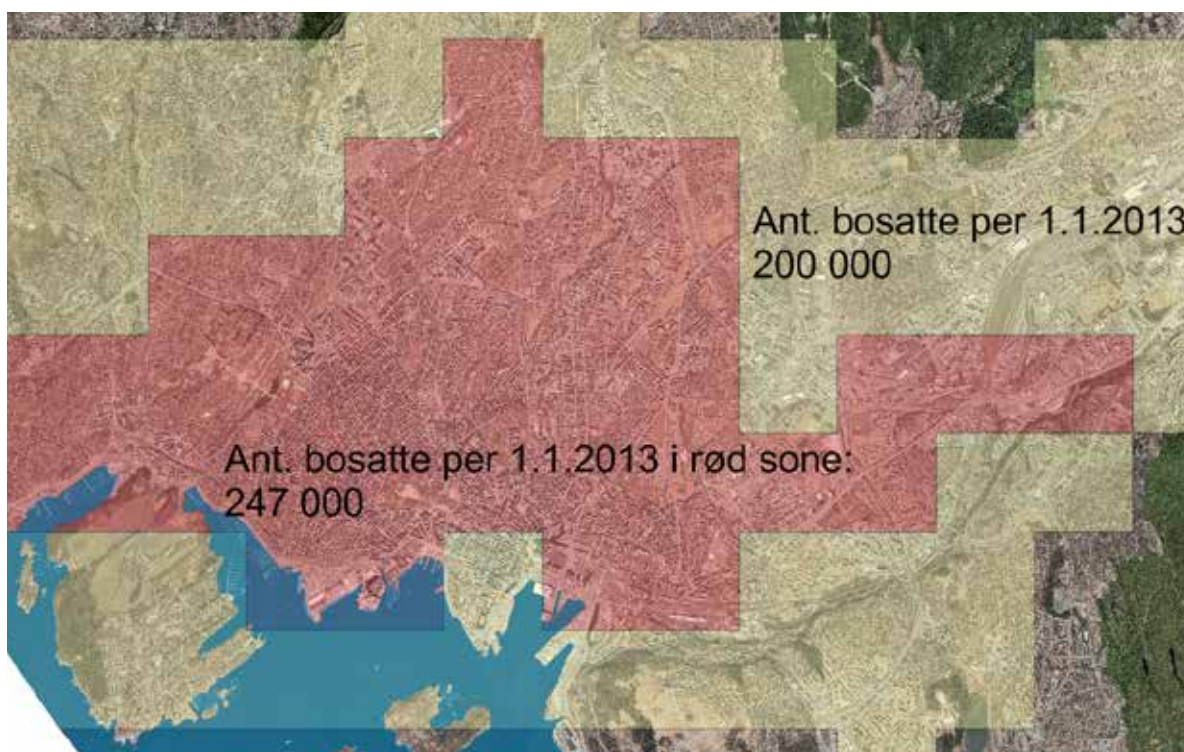 Ant. bosatte per 1.1.2013
200 000
Ant. bosatte per 1.1.2013 i rød sone:
247 000